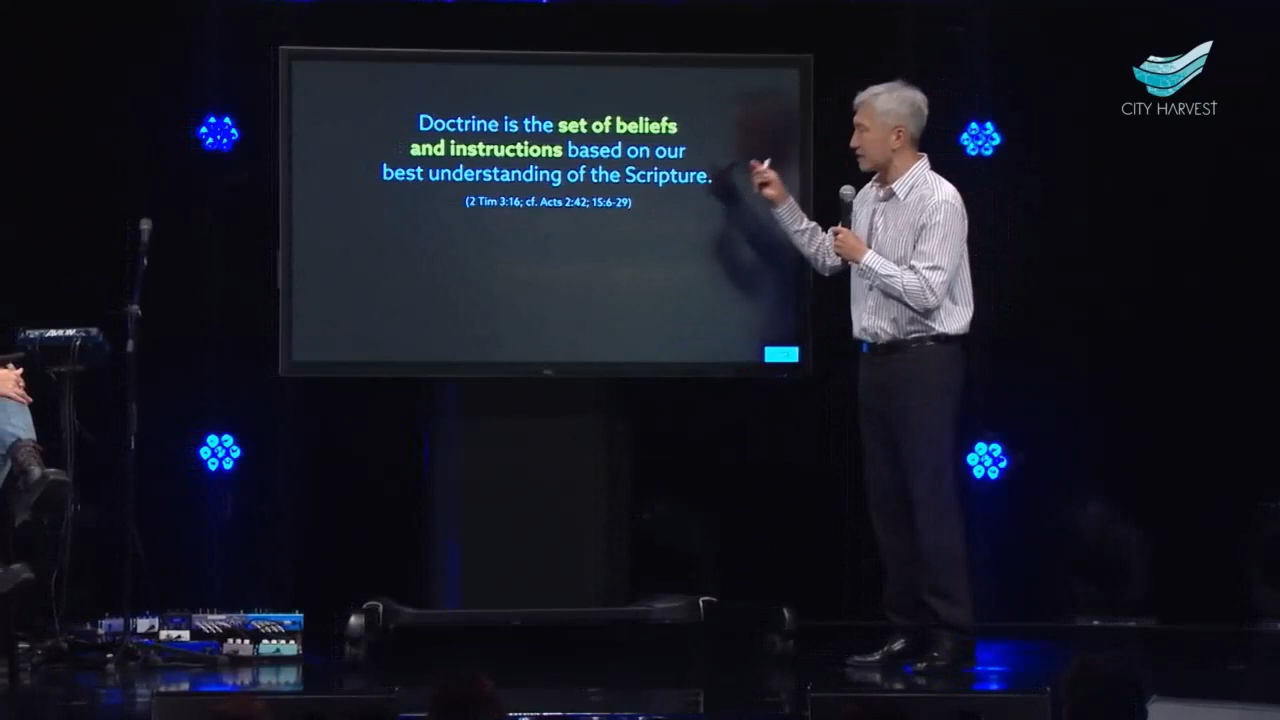 CITY HARVEST
Doctrine is the set of beliefs
and instructions based on our
best understanding of the Scripture.
(2 Tim 3:16; cf. Acts 2:42; 15:6-29)
AVION